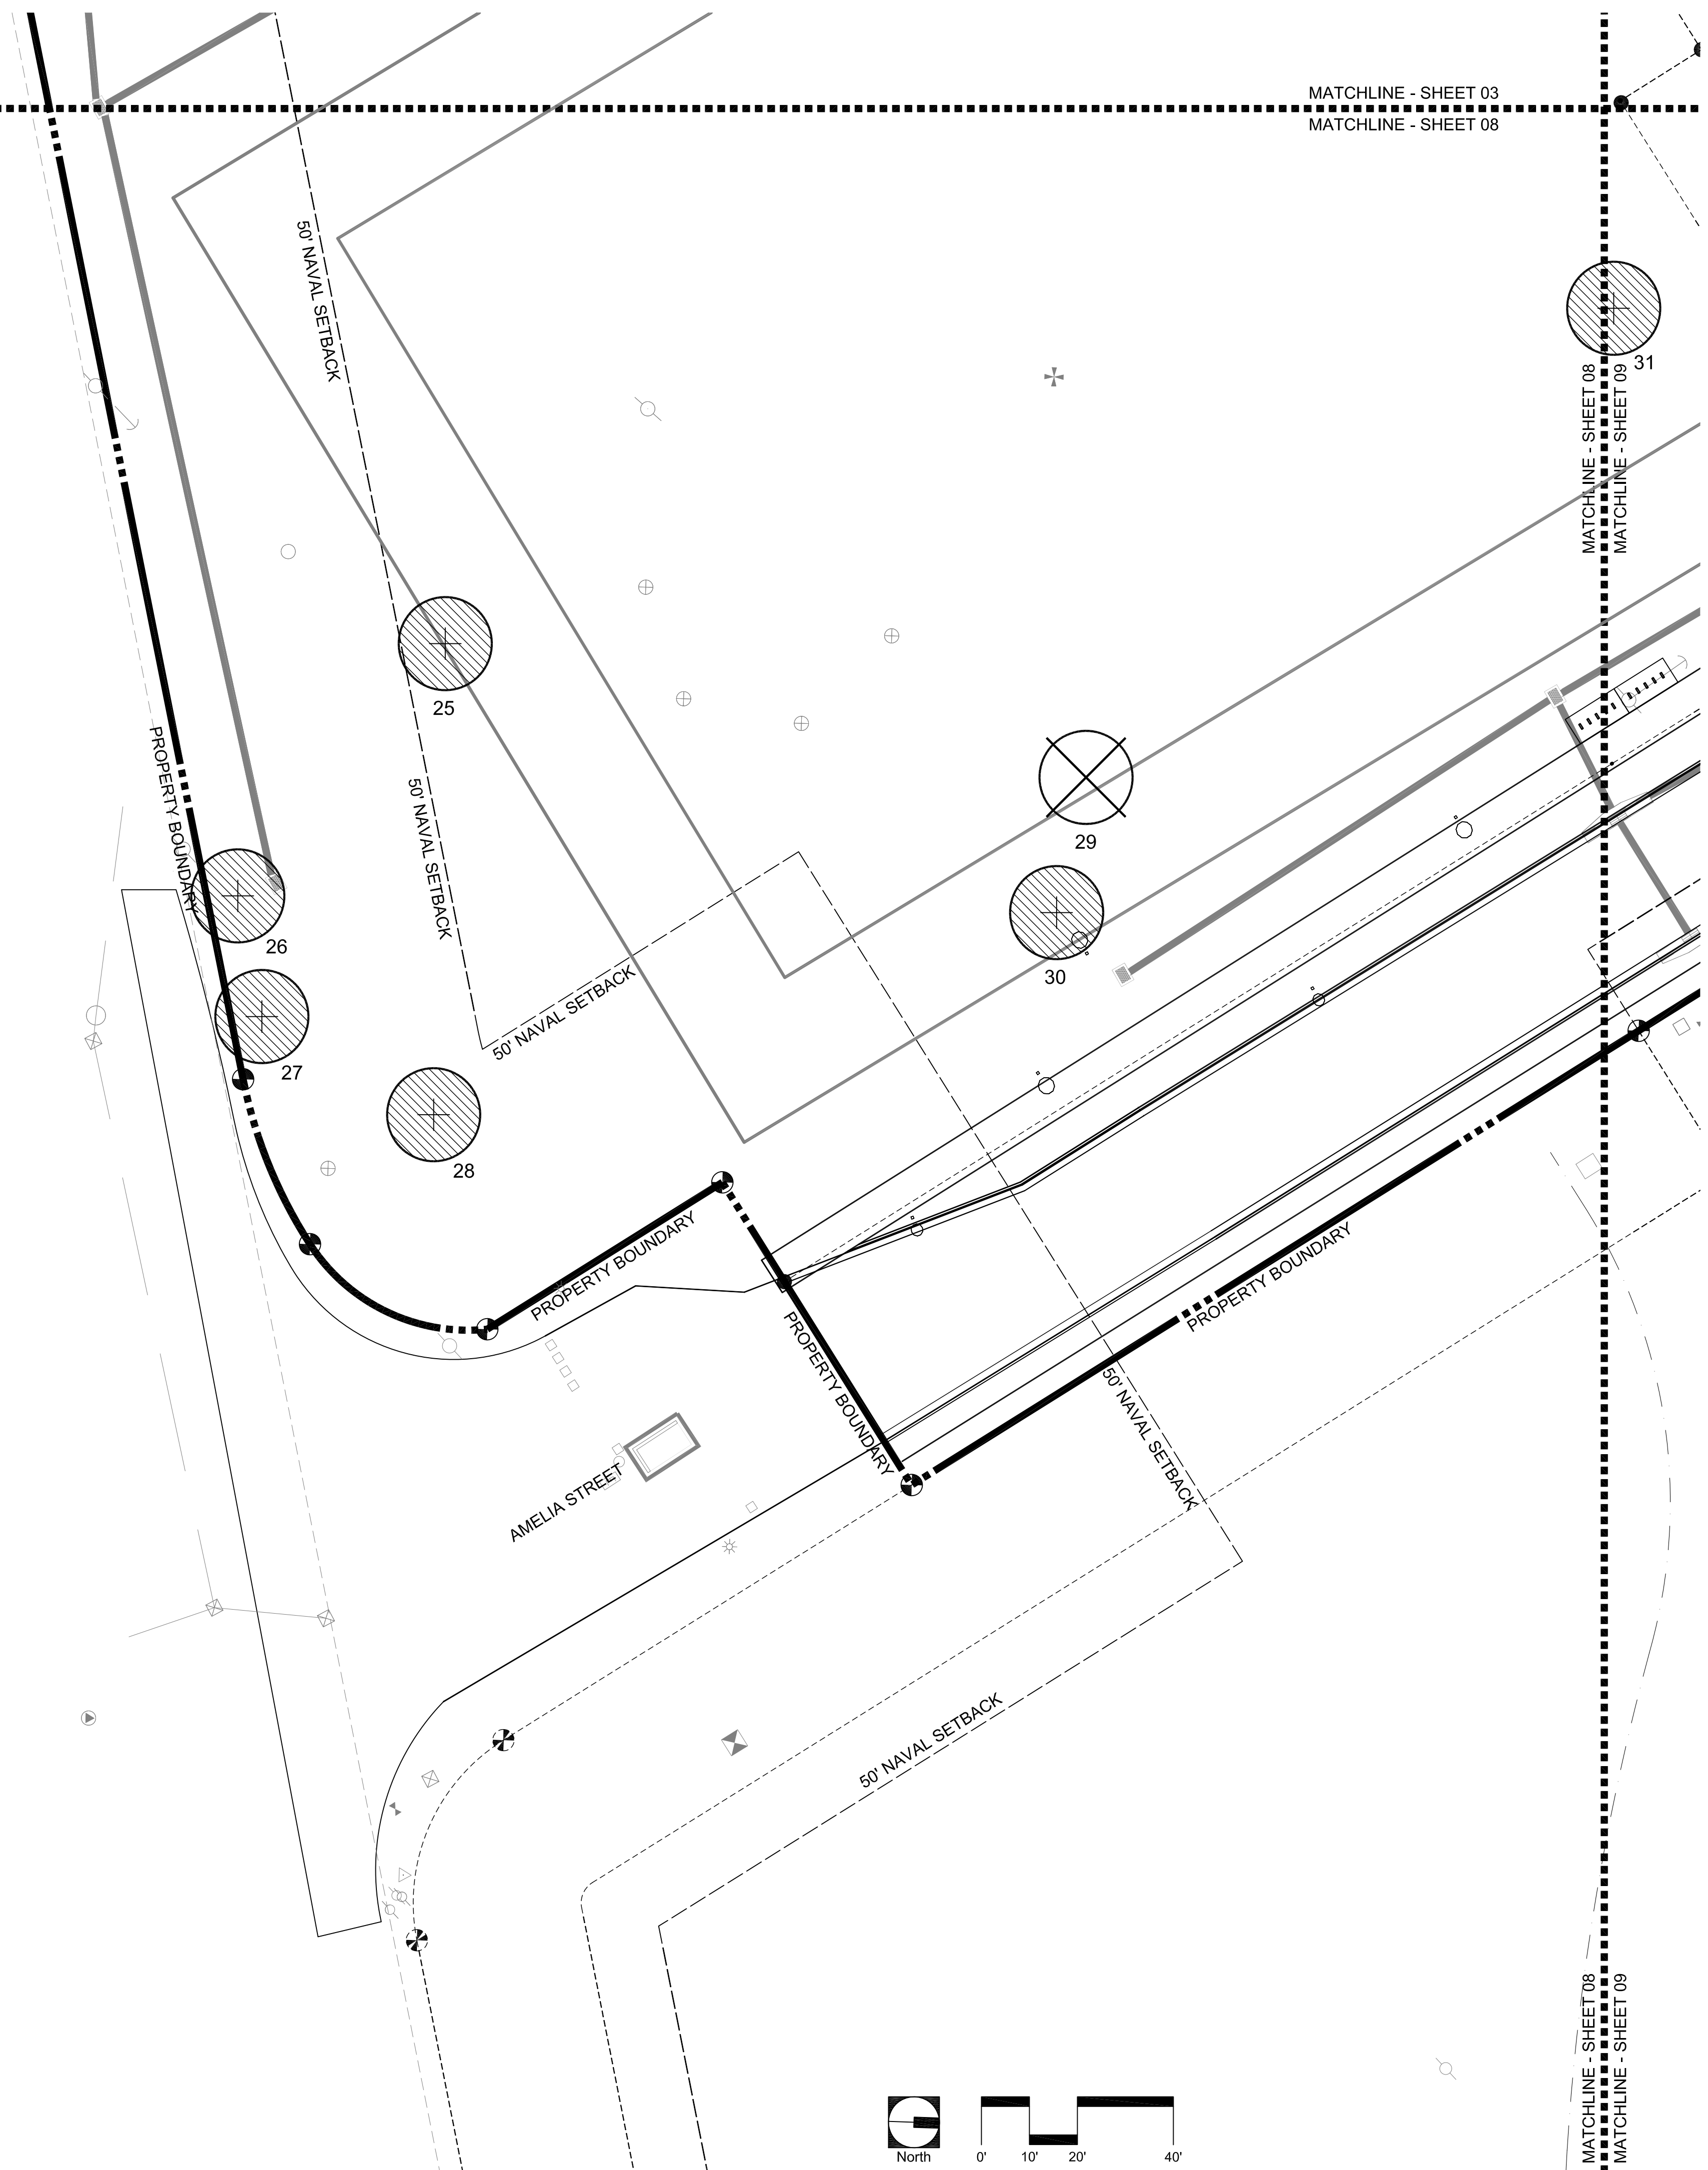 MATCHLINE - SHEET 03
MATCHLINE - SHEET 08
50' NAVAL SETBACK
31
MATCHLINE - SHEET 08
MATCHLINE - SHEET 09
25
PROPERTY BOUNDARY
50' NAVAL SETBACK
29
26
30
50' NAVAL SETBACK
27
28
PROPERTY BOUNDARY
PROPERTY BOUNDARY
PROPERTY BOUNDARY
50' NAVAL SETBACK
AMELIA STREET
50' NAVAL SETBACK
MATCHLINE - SHEET 08
MATCHLINE - SHEET 09
North
0' 10' 20' 40'